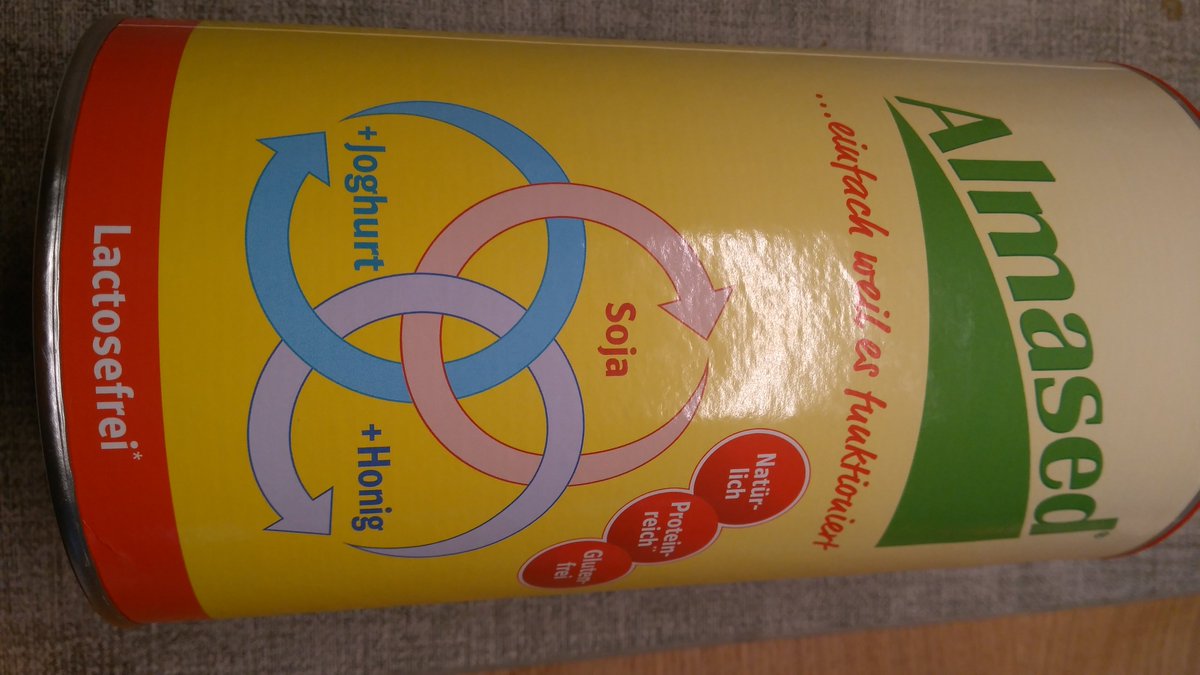 Almased®
...einfach weil es funktioniert
Natür-
lich
Protein-
reich**
Gluten-
frei
Soja
+Joghurt
+Honig
Lactosefrei*